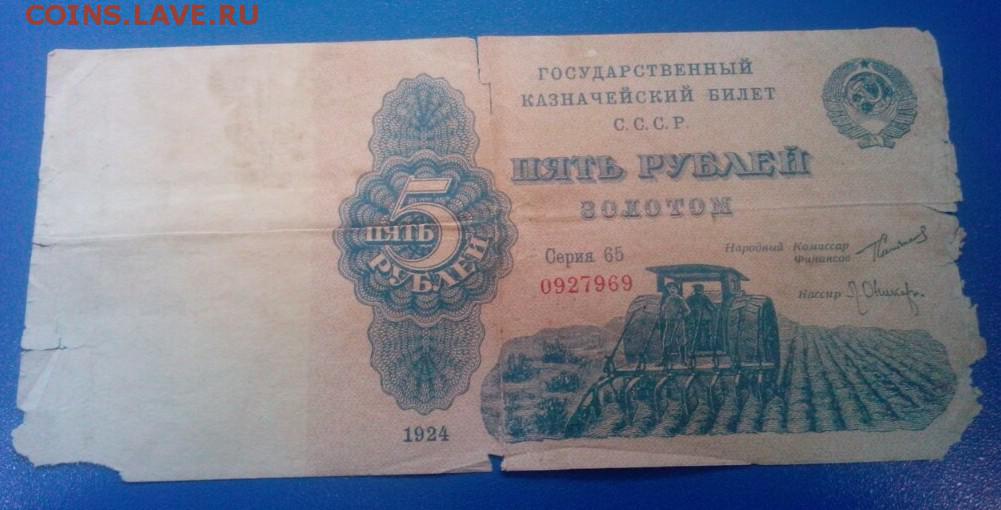 COINS.LAVE.RU
ГОСУДАРСТВЕННЫЙ
КАЗНАЧЕЙСКИЙ БИЛЕТ
С.С.С.Р.
ПЯТЬ РУБЛЕЙ
ЗОЛОТОМ
5
ПЯТЬ
РУБЛЕЙ
Серия 65
0927969
Народный Комиссар
Финансов
Кассир
1924